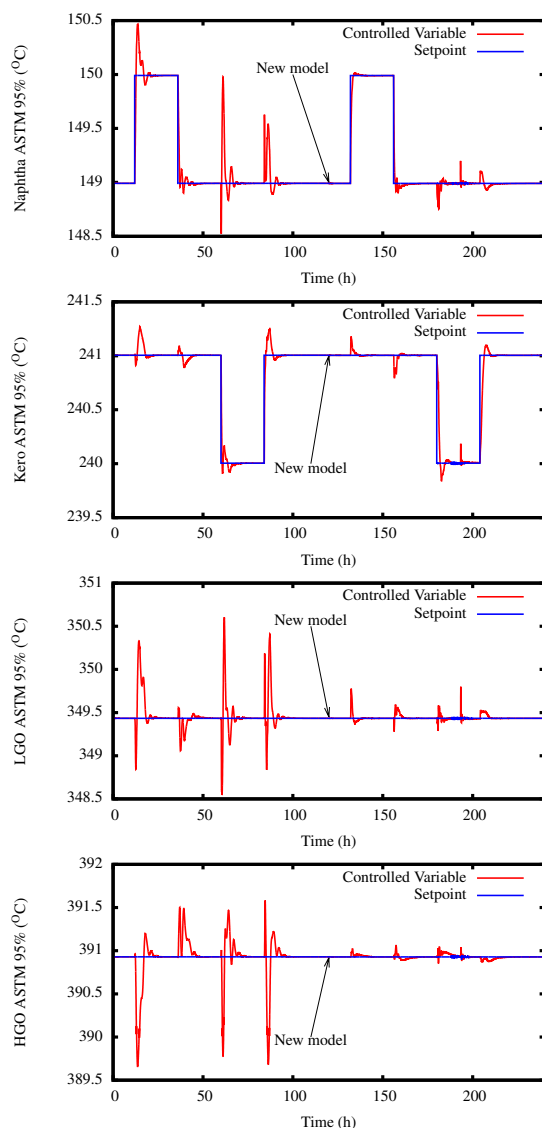 150.5
Controlled Variable
Setpoint
New model
150
149.5
149
148.5
Naphtha ASTM 95% (OC)
0 50 100 150 200
Time (h)
241.5
Controlled Variable
Setpoint
241
240.5
240
New model
239.5
Kero ASTM 95% (OC)
0 50 100 150 200
Time (h)
351
Controlled Variable
Setpoint
New model
350.5
350
349.5
349
348.5
LGO ASTM 95% (OC)
0 50 100 150 200
Time (h)
392
Controlled Variable
Setpoint
391.5
391
390.5
390
New model
389.5
HGO ASTM 95% (OC)
0 50 100 150 200
Time (h)